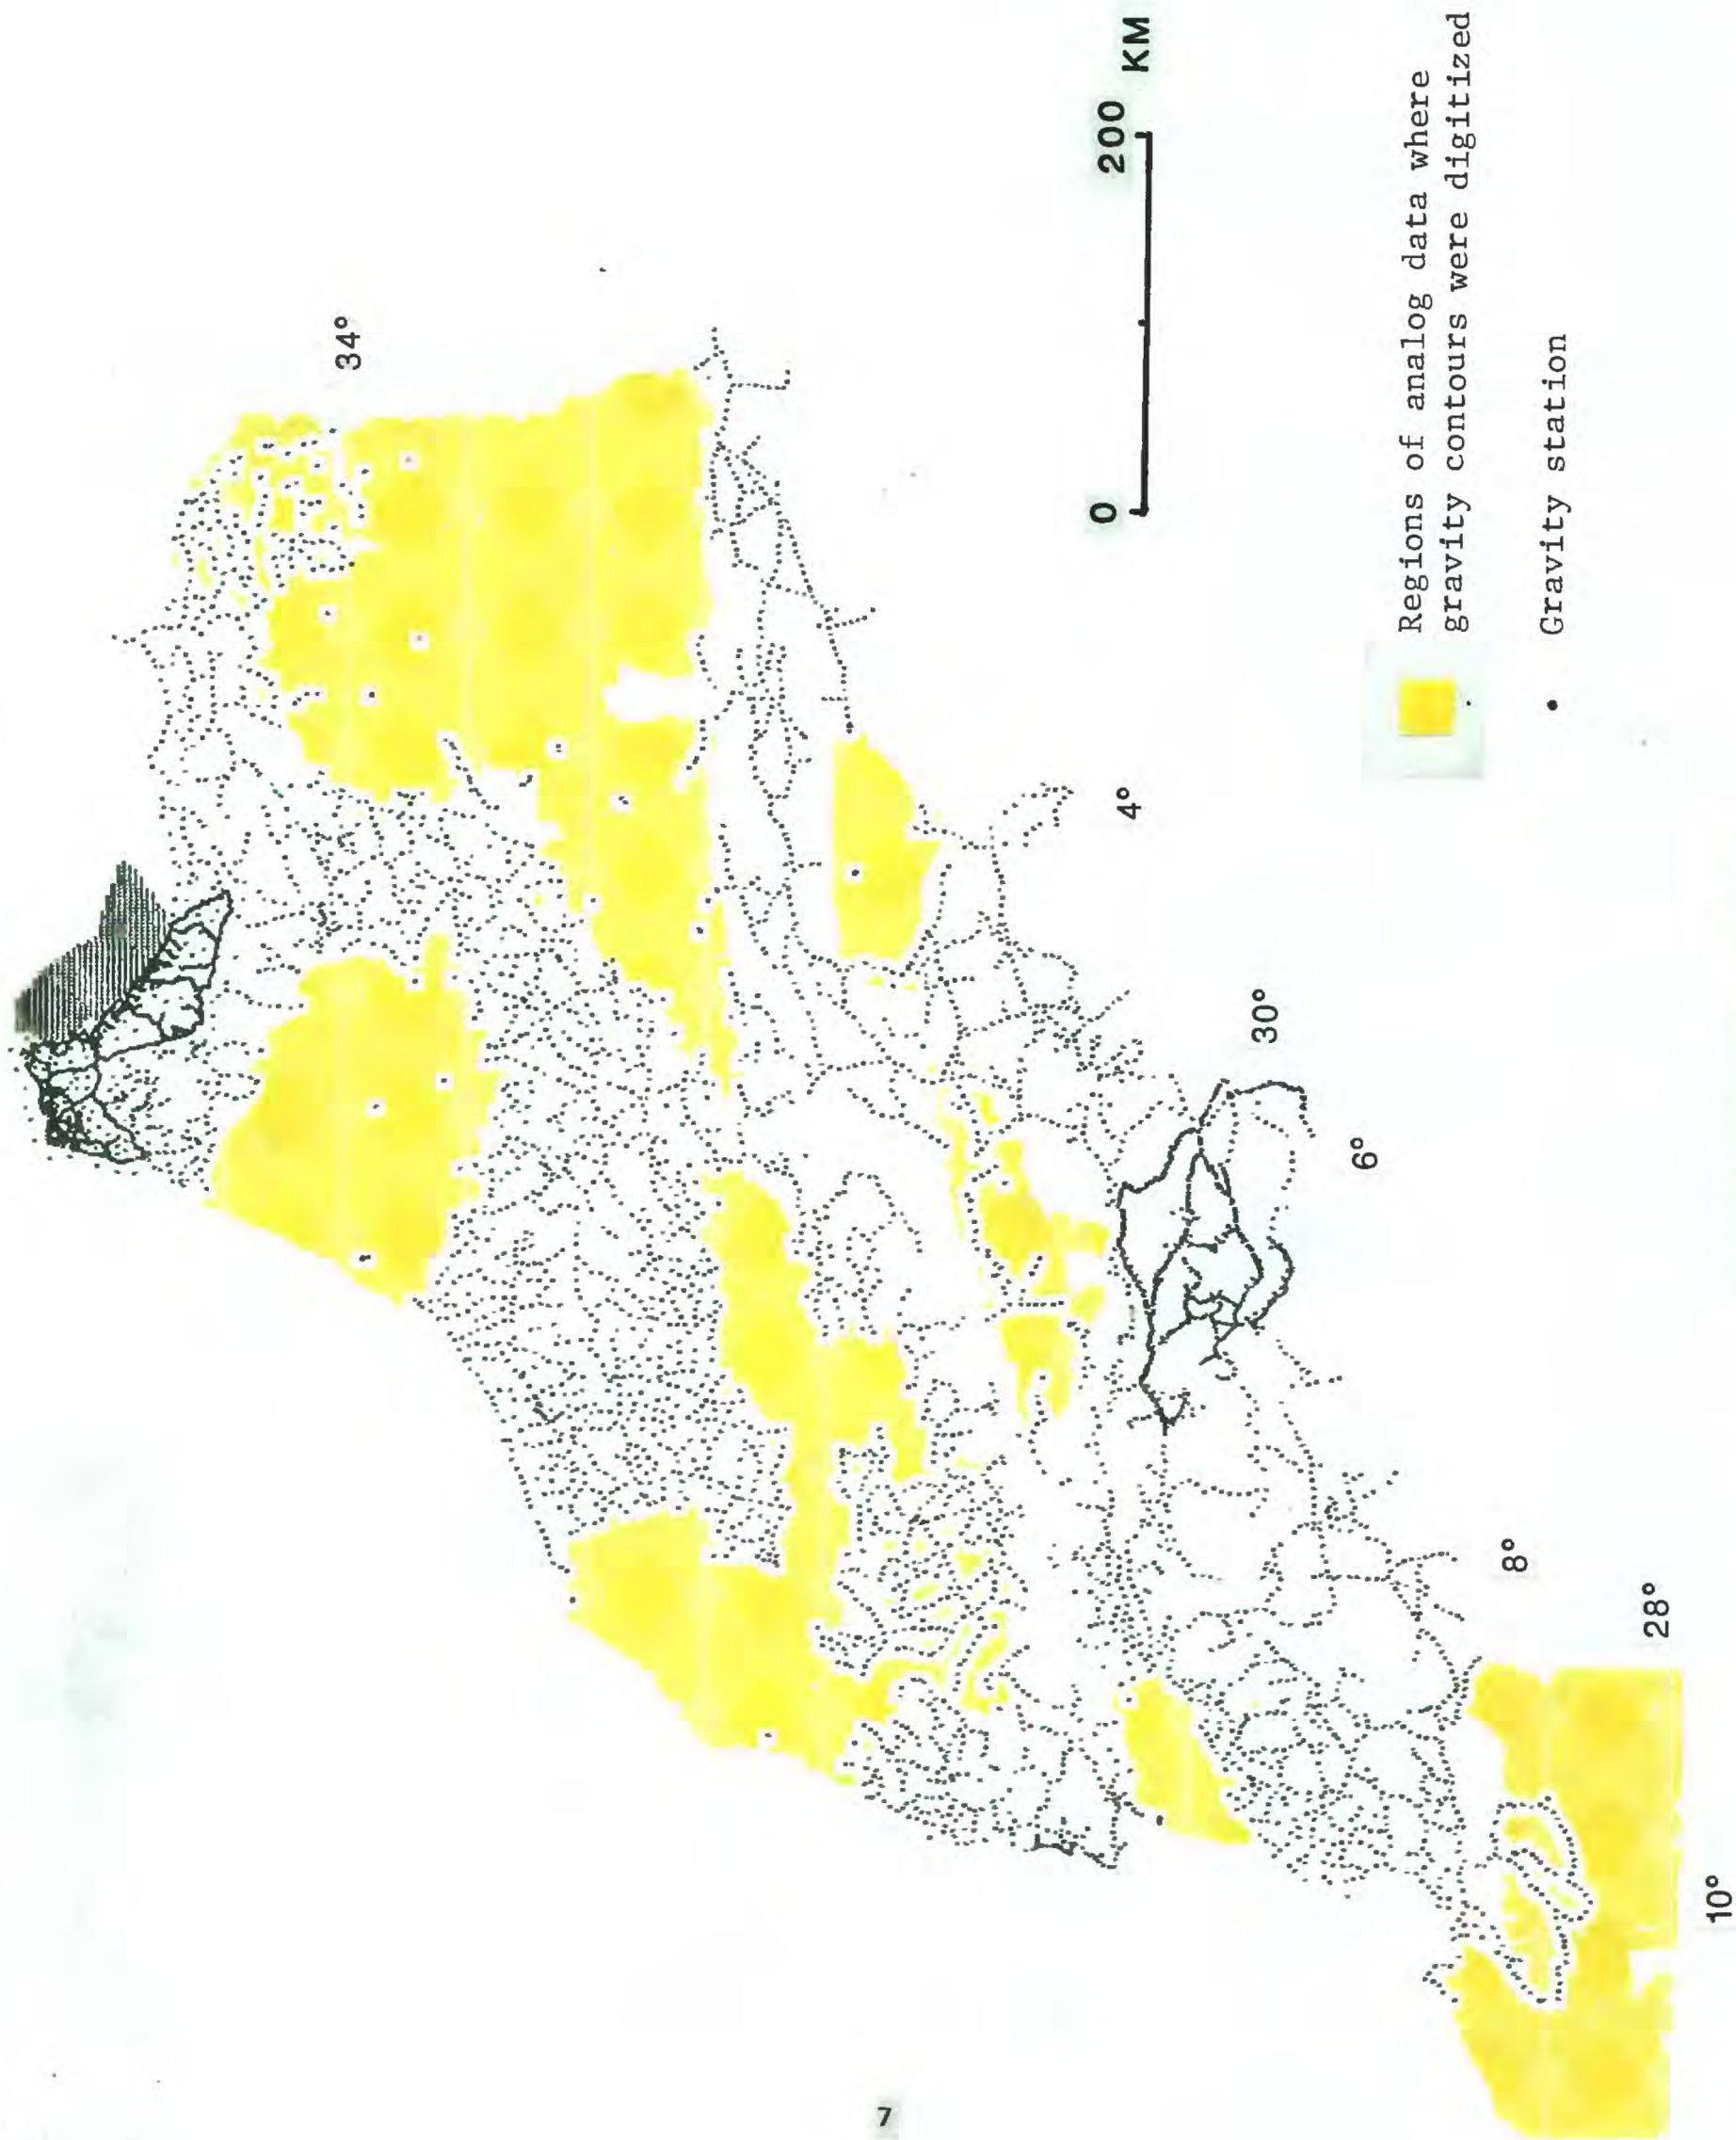 34°
4°
30°
6°
8°
28°
10°
0 200 KM
Regions of analog data where
gravity contours were digitized
Gravity station
7